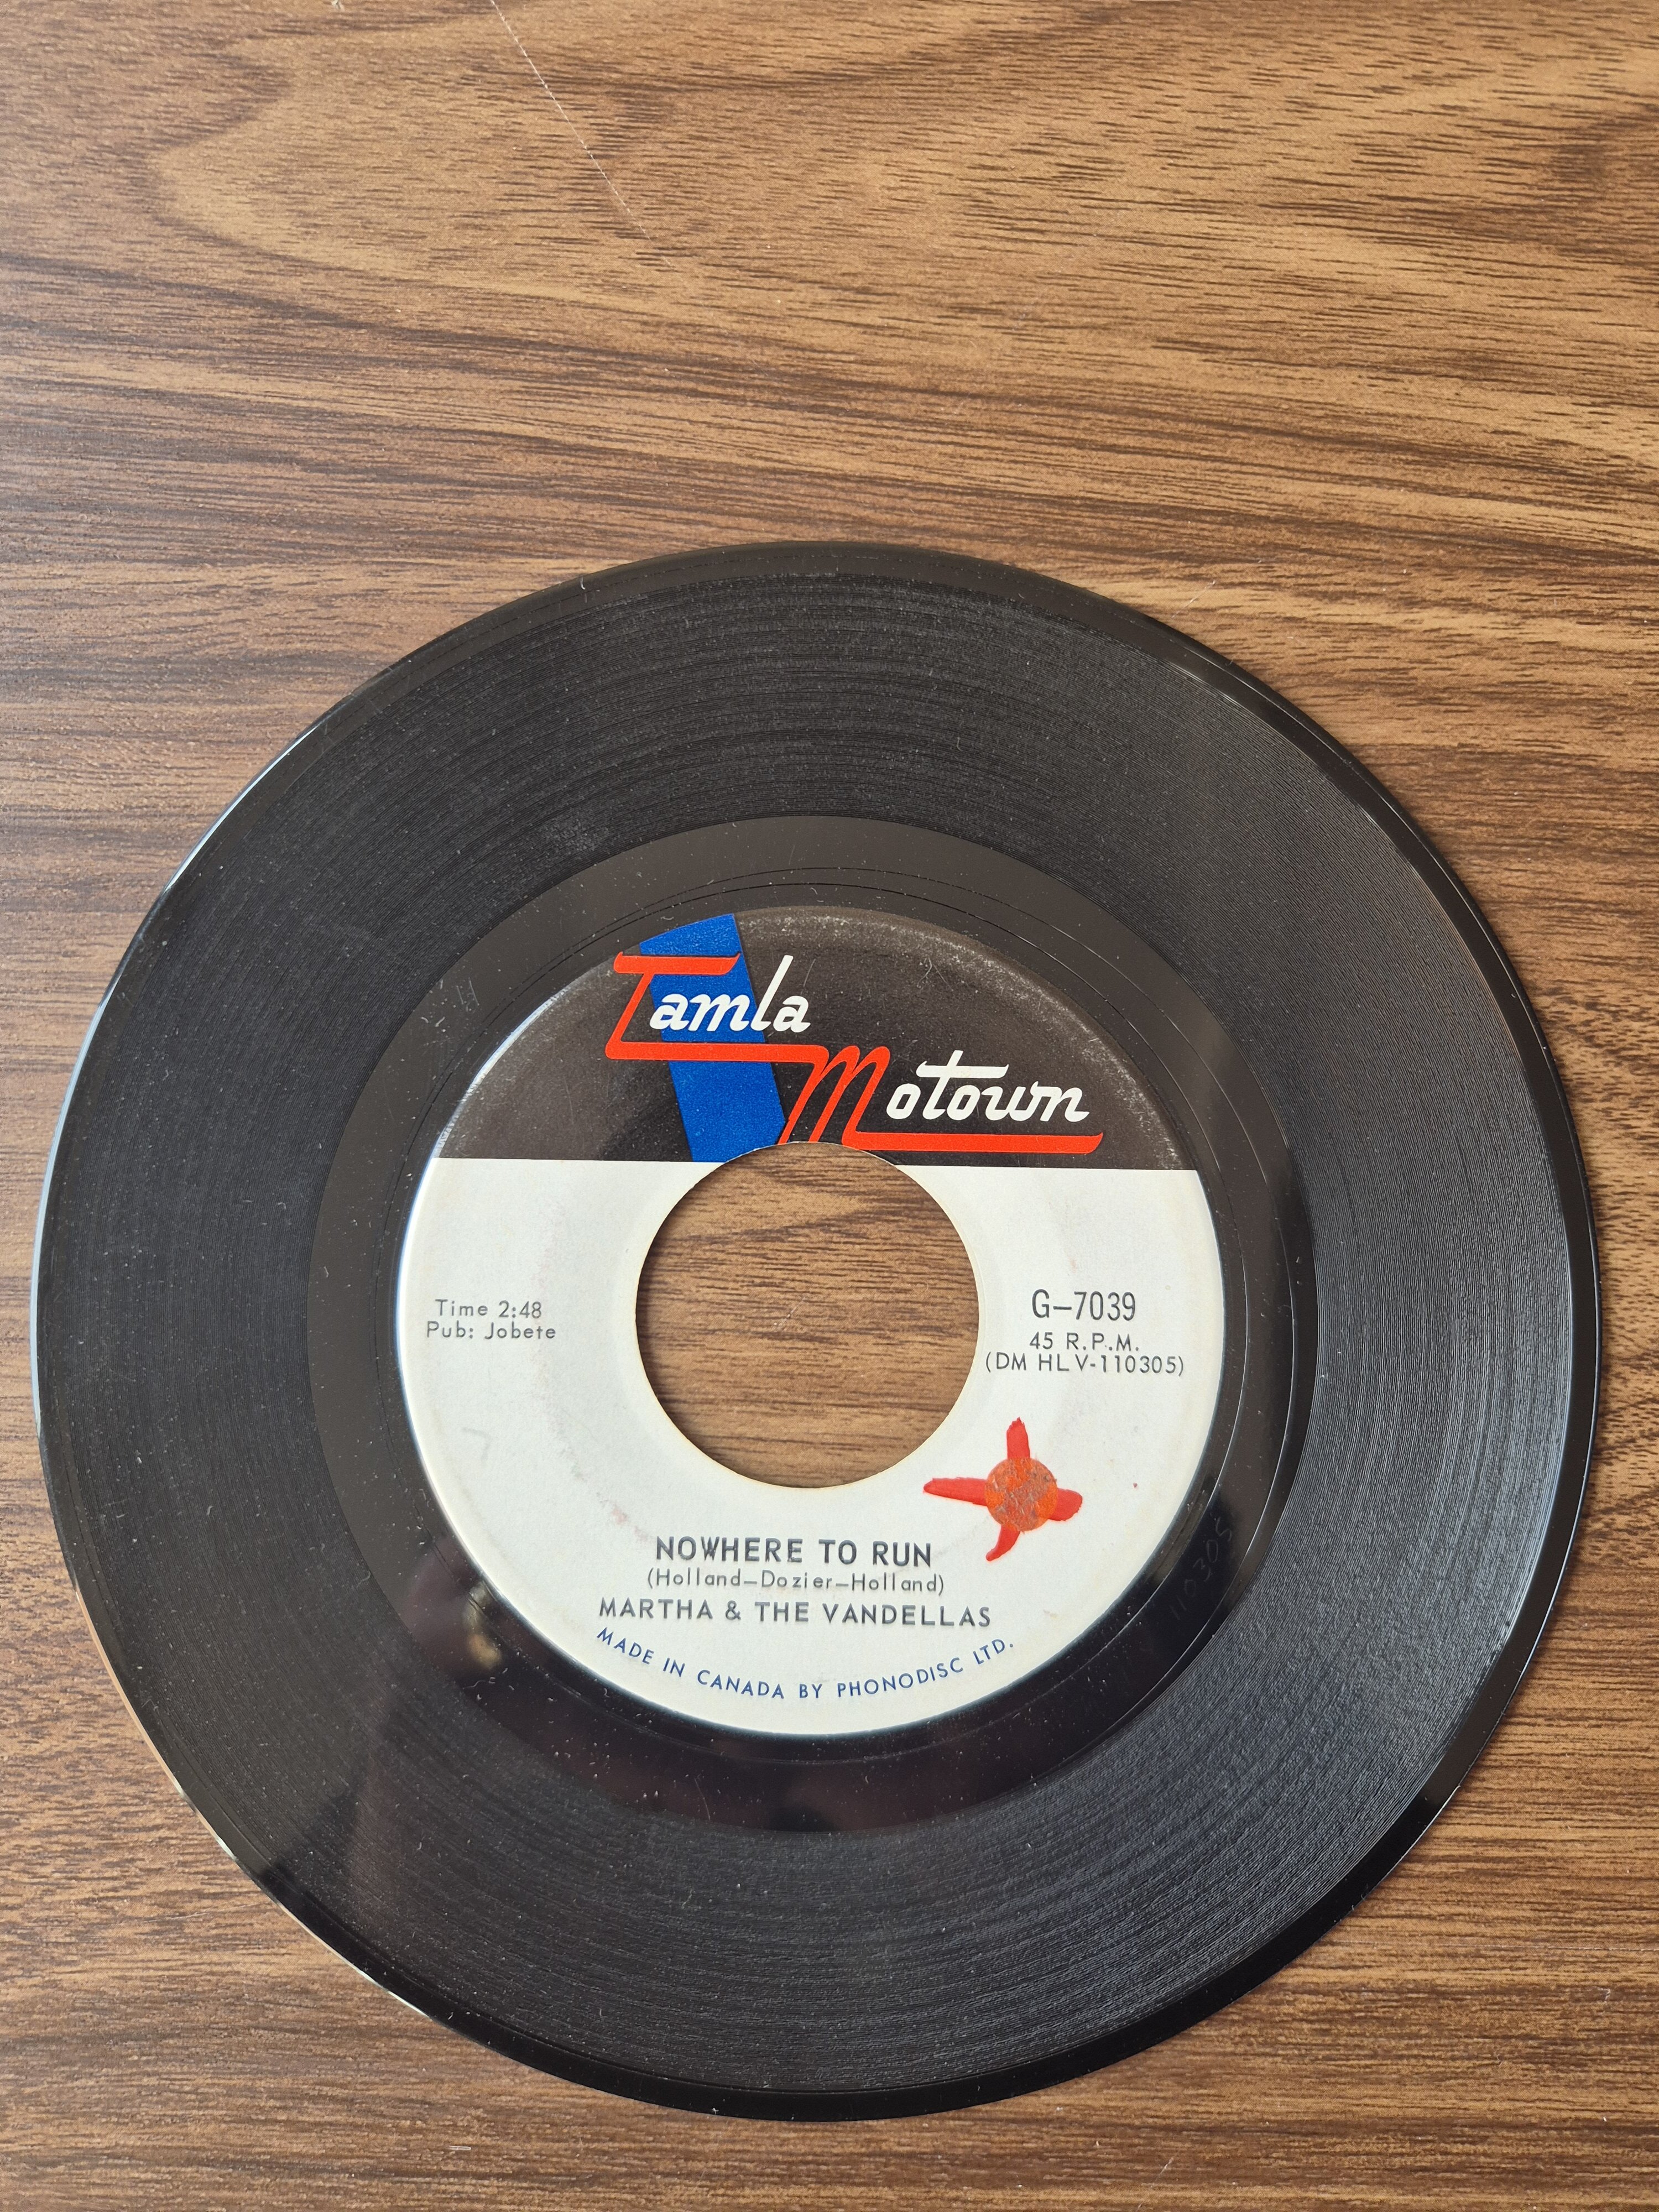 Tamla
Motown
Time 2:48
Pub: Jobete
G–7039
45 R.P.M.
(DM HLV-110305)
NOWHERE TO RUN
(Holland–Dozier–Holland)
MARTHA & THE VANDELLAS
MADE IN CANADA BY PHONODISC LTD.
110305